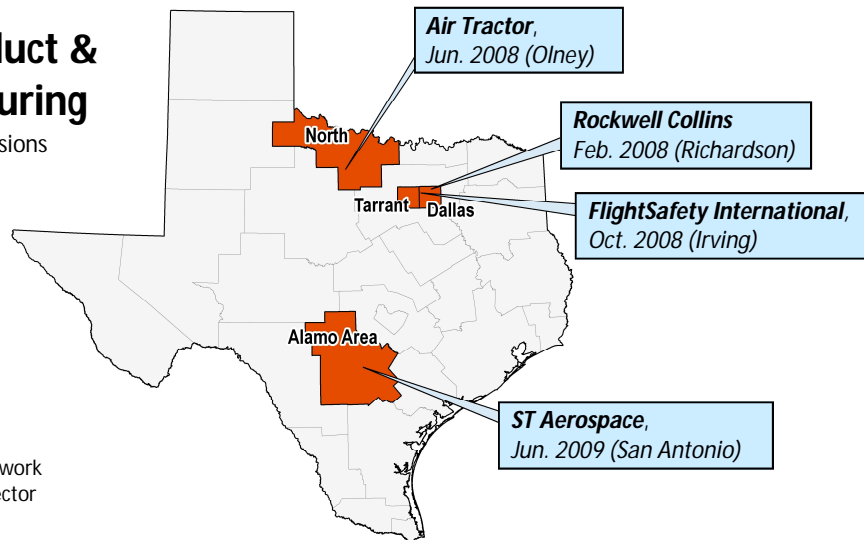 duct &
uring
sions
Air Tractor,
Jun. 2008 (Olney)
Rockwell Collins
Feb. 2008 (Richardson)
FlightSafety International,
Oct. 2008 (Irving)
North
Tarrant
Dallas
Alamo Area
ST Aerospace,
Jun. 2009 (San Antonio)
work
ector